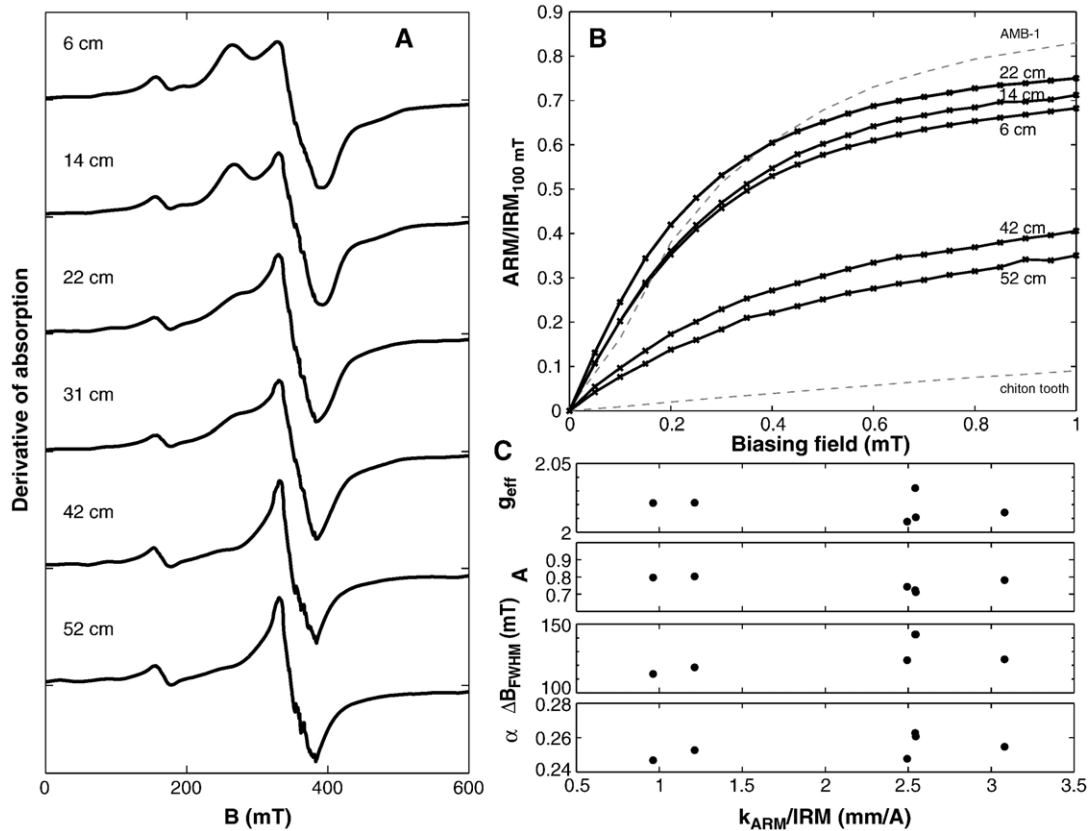 A
6 cm
14 cm
22 cm
31 cm
42 cm
52 cm
Derivative of absorption
0
200
400
600
B (mT)
B
0.9
0.8
0.7
0.6
0.5
0.4
0.3
0.2
0.1
0
ARM/IRM100 mT
AMB-1
22 cm
14 cm
6 cm
42 cm
52 cm
chiton tooth
0
0.2
0.4
0.6
0.8
1
Biasing field (mT)
C
2.05
2
geff
0.9
0.8
0.7
A
150
100
ΔBFWHM (mT)
0.28
0.26
0.24
α
0.5
1
1.5
2
2.5
3
3.5
kARM/IRM (mm/A)